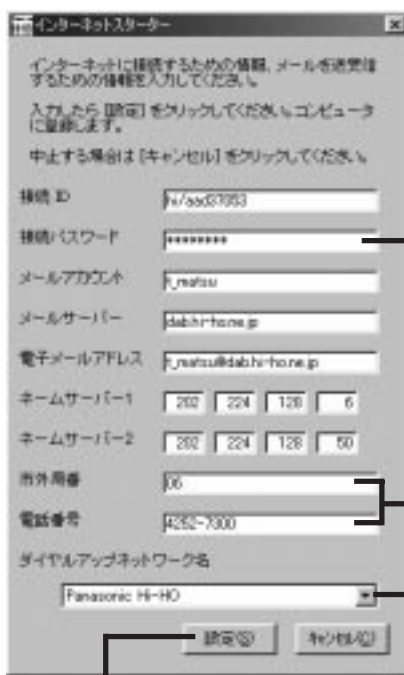 インターネットスターター
インターネットに接続するための情報、メールを送受信
するための情報を入力してください。
入力したら [設定] をクリックしてください。コンピュータ
に登録します。
中止する場合は [キャンセル] をクリックしてください。
接続 ID hi/aad37053
接続パスワード ********
メールアカウント t_matsu
メールサーバー dab.hi-ho.ne.jp
電子メールアドレス t_matsu@dab.hi-ho.ne.jp
ネームサーバー1 202 224 128 6
ネームサーバー2 202 224 128 50
市外局番 06
電話番号 4252-7300
ダイヤルアップネットワーク名
Panasonic Hi-HO
設定(S) キャンセル(C)